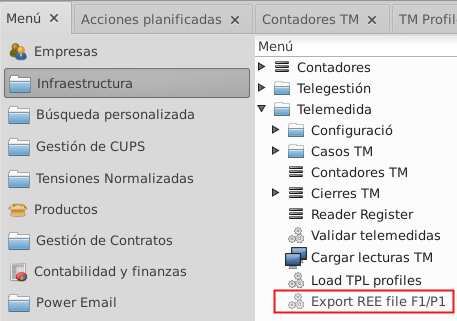 Menú
Acciones planificadas
Contadores TM
TM Profile
Empresas
Infraestructura
Búsqueda personalizada
Gestión de CUPS
Tensiones Normalizadas
Productos
Gestión de Contratos
Contabilidad y finanzas
Power Email
Menú
Contadores
Telegestión
Telemedida
Configuració
Casos TM
Contadores TM
Cierres TM
Reader Register
Validar telemedidas
Cargar lecturas TM
Load TPL profiles
Export REE file F1/P1